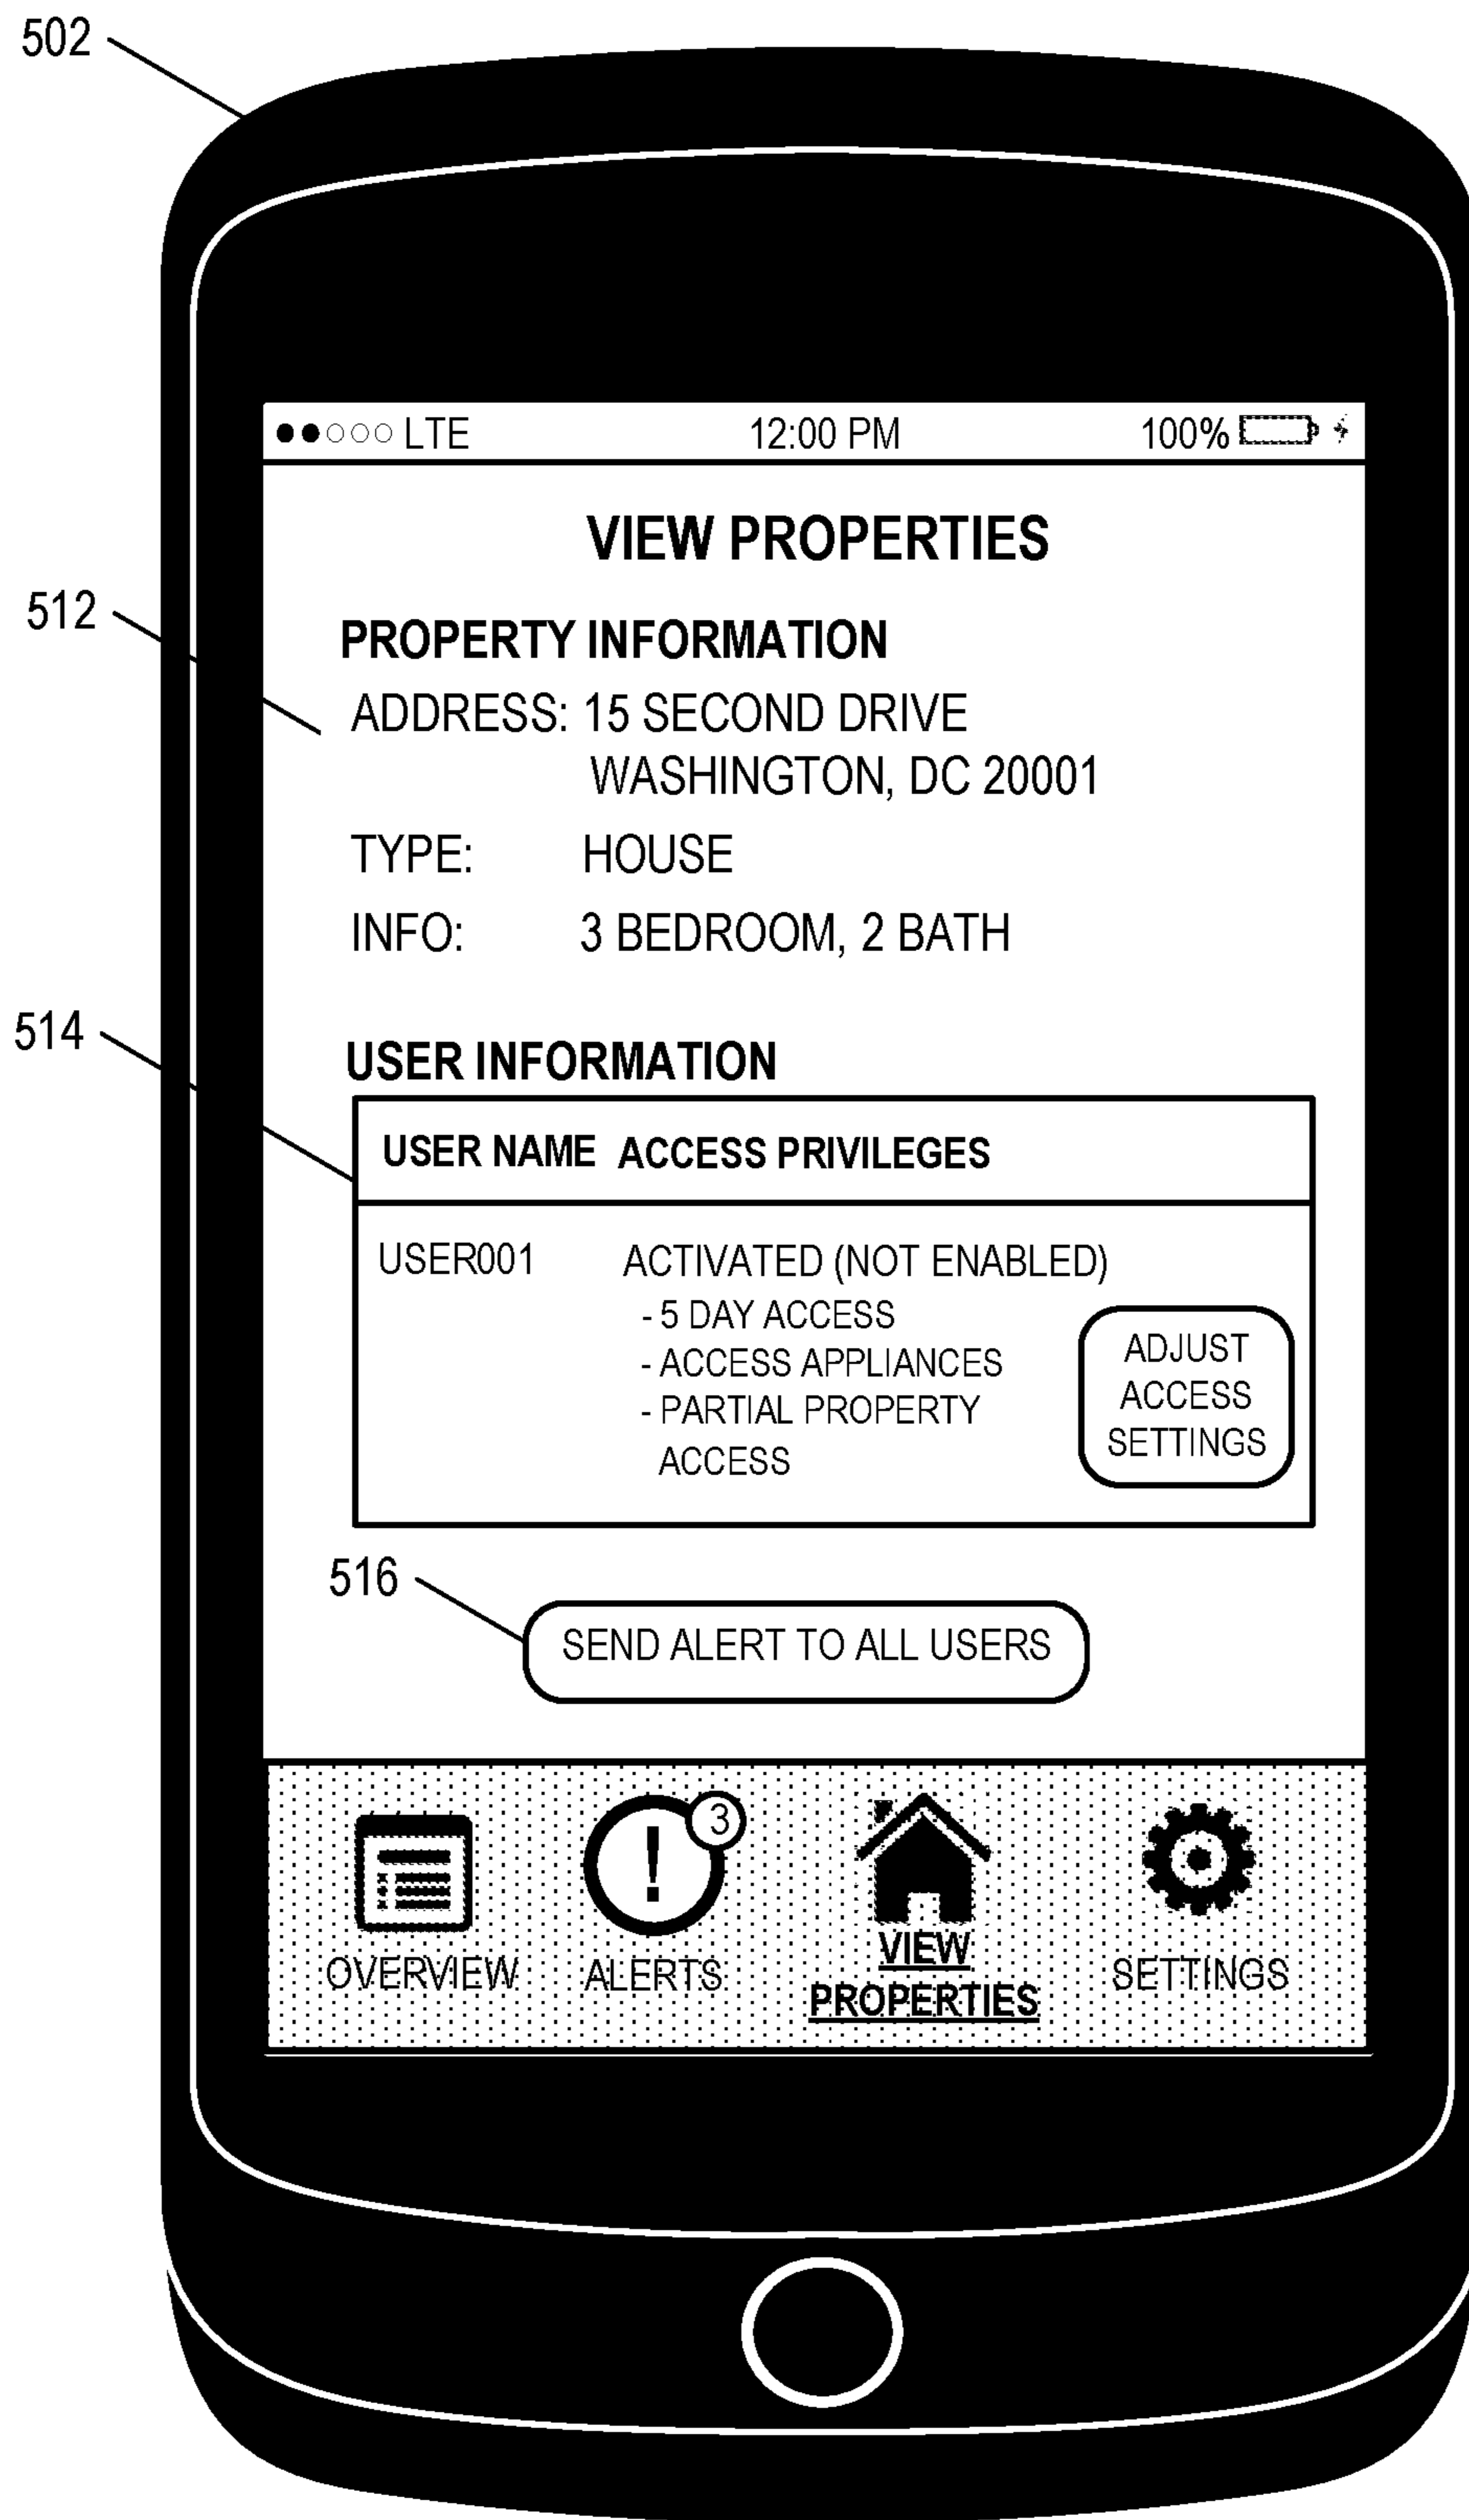 502
LTE 12:00 PM 100%
VIEW PROPERTIES
512
PROPERTY INFORMATION
ADDRESS: 15 SECOND DRIVE
WASHINGTON, DC 20001
TYPE: HOUSE
INFO: 3 BEDROOM, 2 BATH
514
USER INFORMATION
USER NAME ACCESS PRIVILEGES
USER001 ACTIVATED (NOT ENABLED)
- 5 DAY ACCESS
- ACCESS APPLIANCES
- PARTIAL PROPERTY
ACCESS
ADJUST
ACCESS
SETTINGS
516
SEND ALERT TO ALL USERS
!
3
OVERVIEW
ALERTS
VIEW
PROPERTIES
SETTINGS